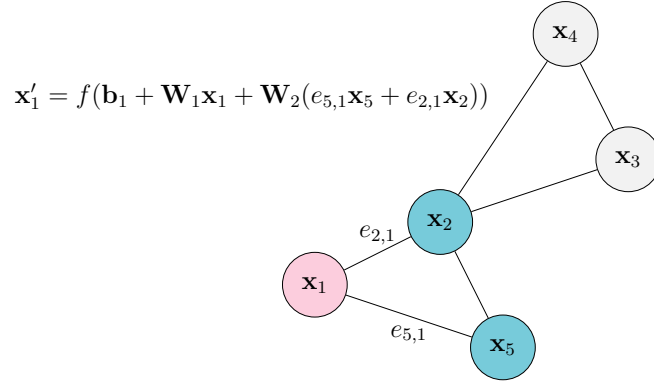 x₄
x′₁ = f(b₁ + W₁x₁ + W₂(e₅,₁x₅ + e₂,₁x₂))
x₃
x₂
e₂,₁
x₁
e₅,₁
x₅